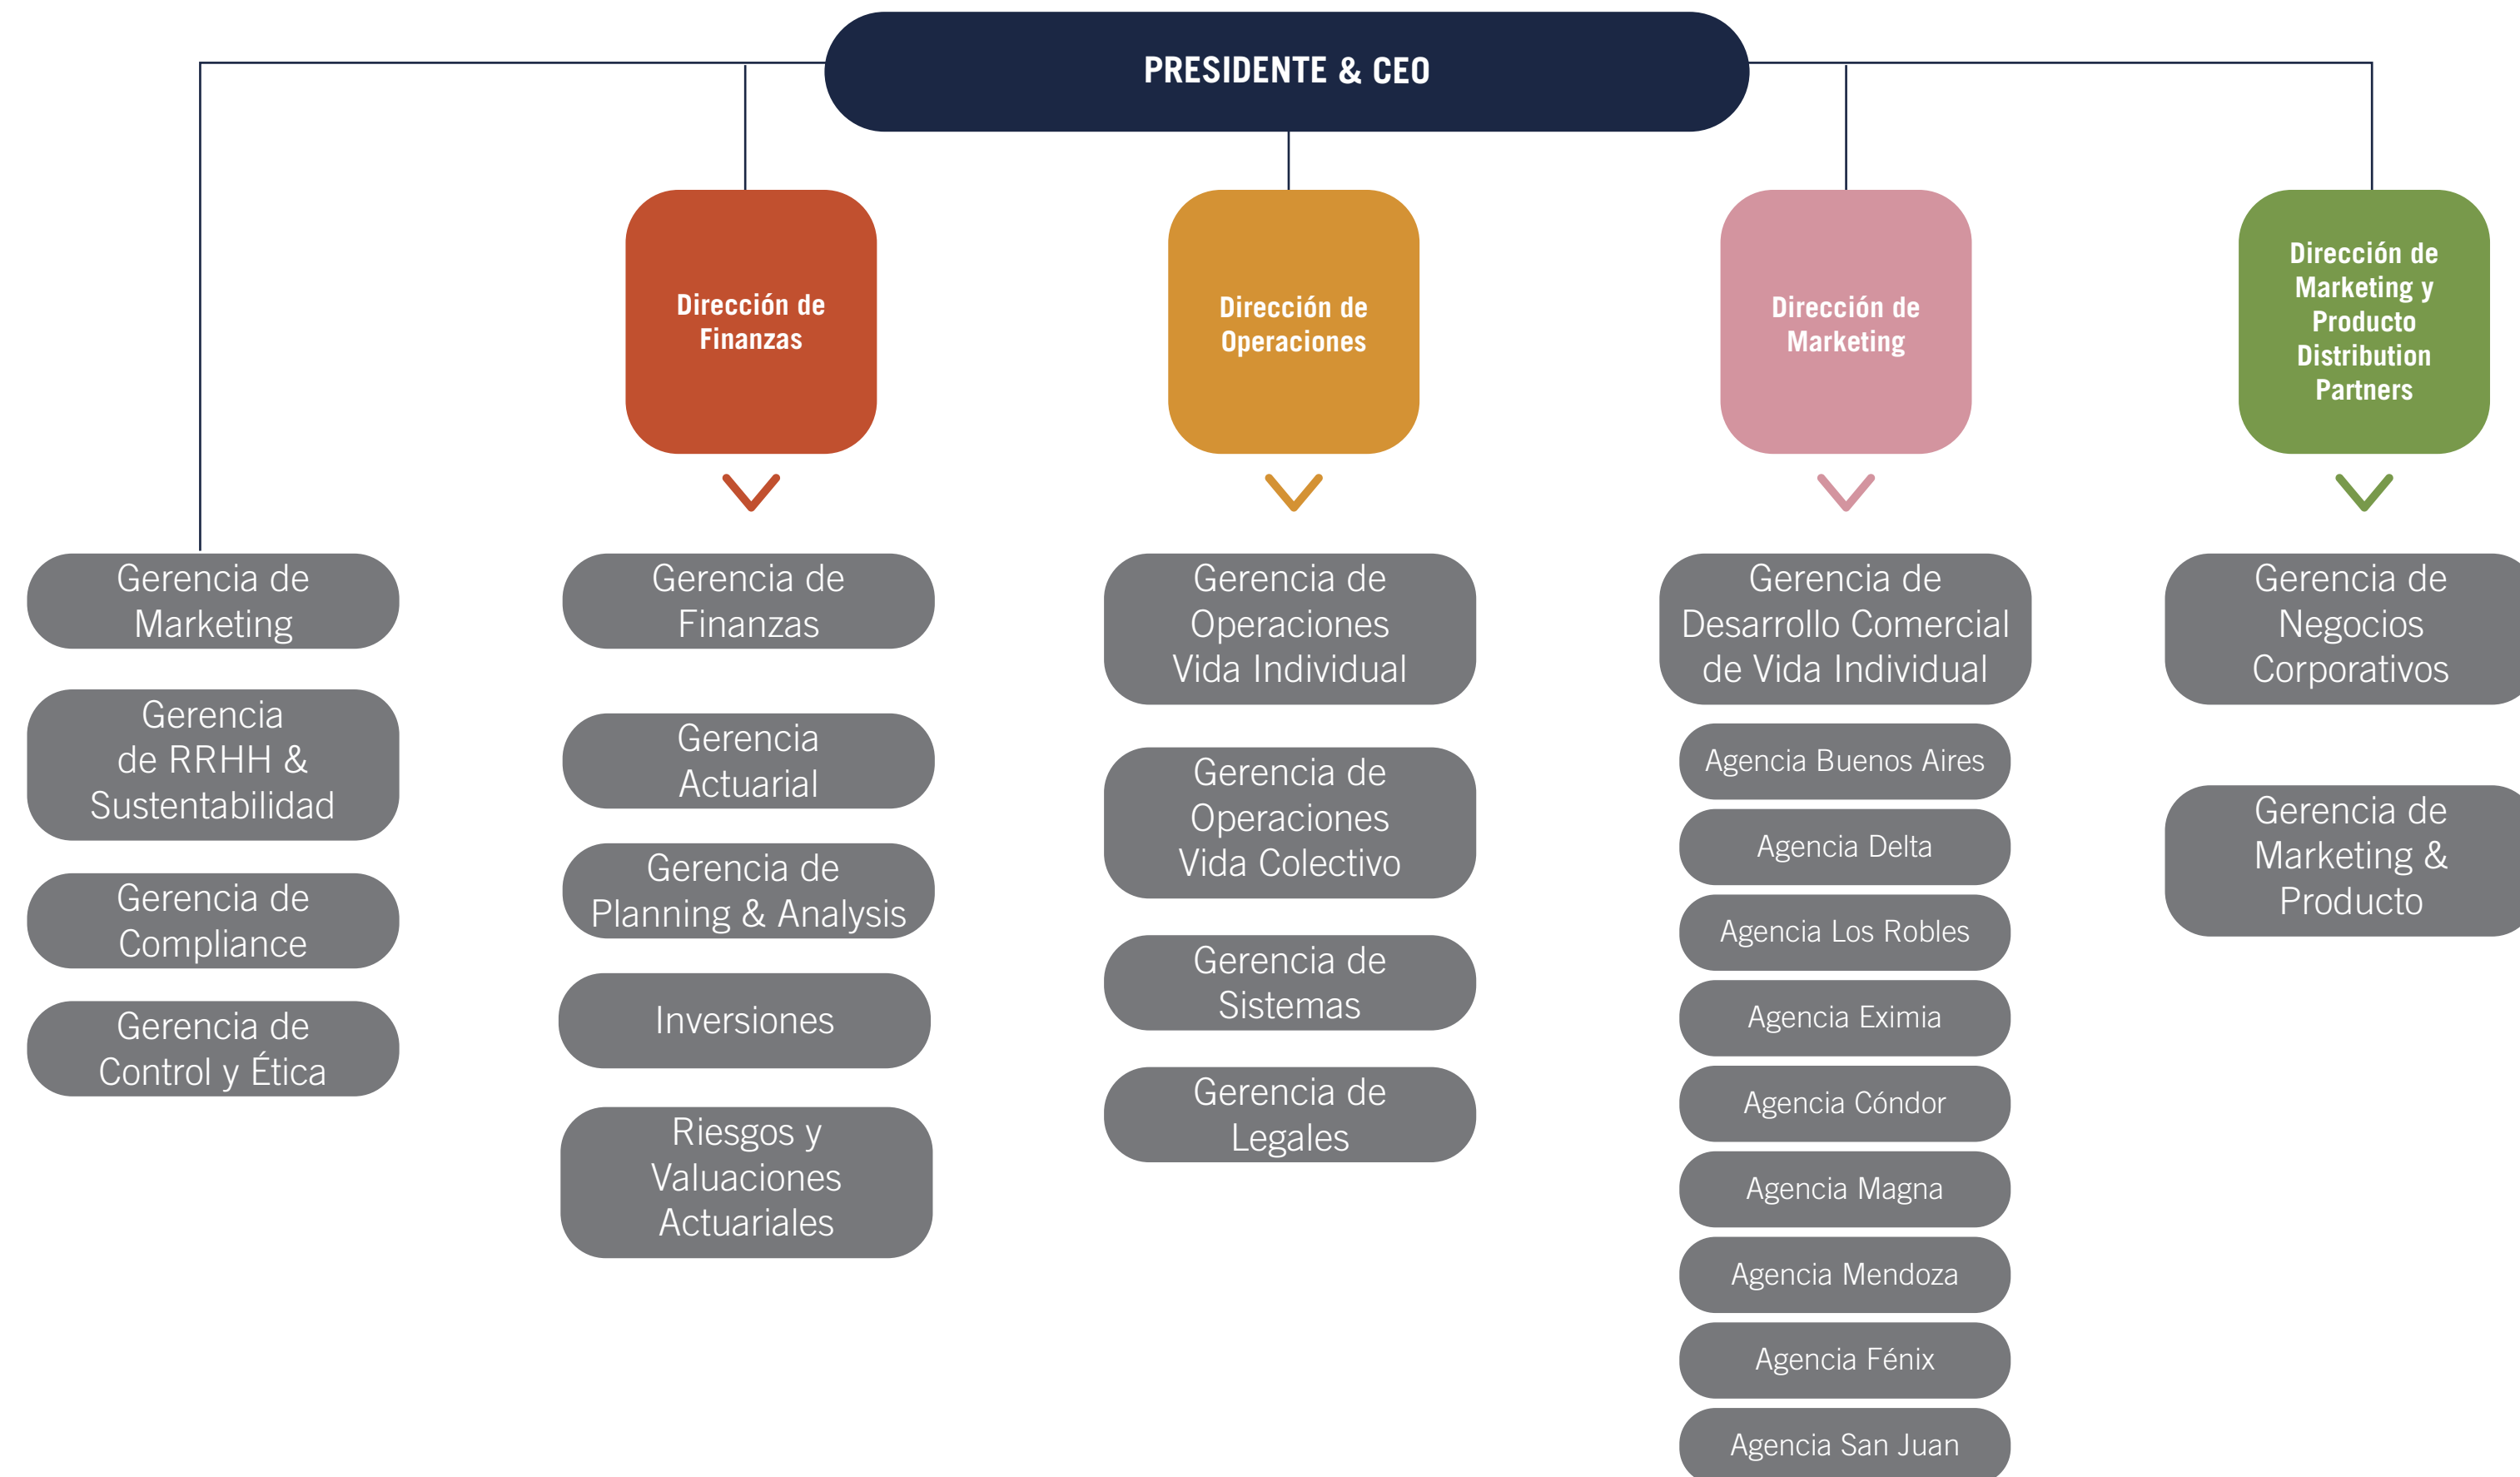 PRESIDENTE & CEO
Dirección de
Finanzas
Dirección de
Operaciones
Dirección de
Marketing
Dirección de
Marketing y
Producto
Distribution
Partners
Gerencia de
Marketing
Gerencia
de RRHH &
Sustentabilidad
Gerencia de
Compliance
Gerencia de
Control y Ética
Gerencia de
Finanzas
Gerencia
Actuarial
Gerencia de
Planning & Analysis
Inversiones
Riesgos y
Valuaciones
Actuariales
Gerencia de
Operaciones
Vida Individual
Gerencia de
Operaciones
Vida Colectivo
Gerencia de
Sistemas
Gerencia de
Legales
Gerencia de
Desarrollo Comercial
de Vida Individual
Agencia Buenos Aires
Agencia Delta
Agencia Los Robles
Agencia Eximia
Agencia Cóndor
Agencia Magna
Agencia Mendoza
Agencia Fénix
Agencia San Juan
Gerencia de
Negocios
Corporativos
Gerencia de
Marketing &
Producto